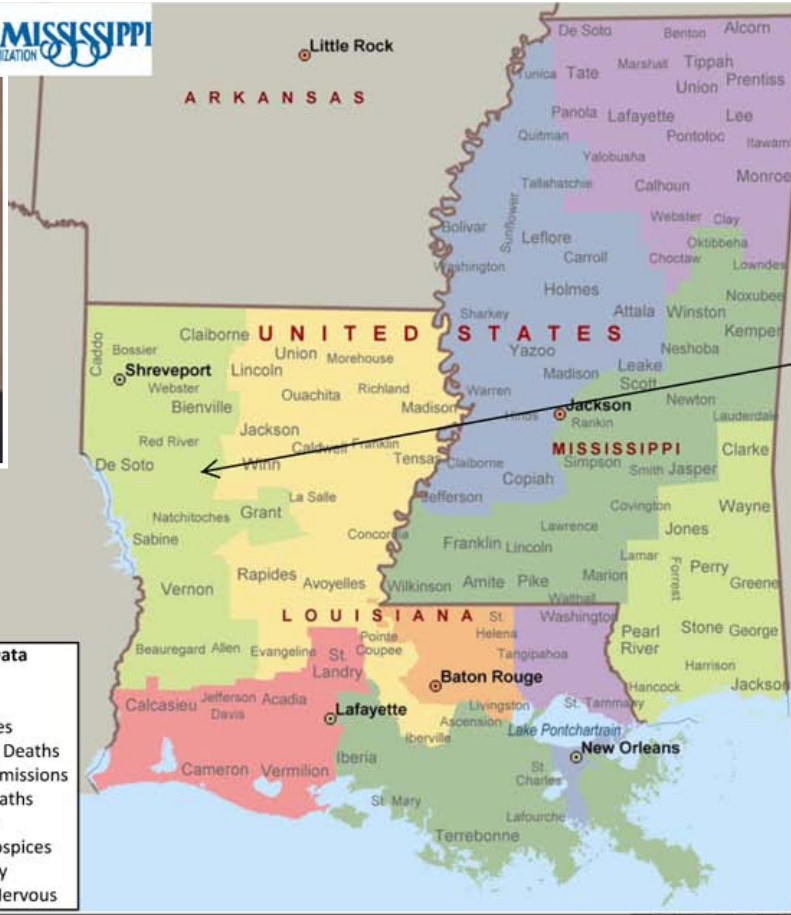 MISSISSIPPI
IZATION
Little Rock
ARKANSAS
De Soto
Benton
Alcorn
Tunica
Tate
Marshall
Tippah
Union
Prentiss
Panola
Lafayette
Lee
Quitman
Pontotoc
Itawam
Yalobusha
Tallahatchie
Calhoun
Monroe
Webster
Clay
Bolivar
Sunflower
Leflore
Oktibbeha
Carroll
Choctaw
Lowndes
Washington
Holmes
Noxubee
Sharkey
Attala
Winston
Claiborne
UNITED STATES
Kemper
Caddo
Bossier
Union
Morehouse
Yazoo
Neshoba
Shreveport
Lincoln
Madison
Leake
Scott
Webster
Ouachita
Richland
Warren
Newton
Bienville
Madison
Hinds
Jackson
Rankin
Lauderdale
Jackson
Red River
Caldwell
Franklin
MISSISSIPPI
Clarke
De Soto
Winn
Tensas
Claiborne
Simpson
Smith
Jasper
Copiah
La Salle
Jefferson
Natchitoches
Grant
Covington
Wayne
Sabine
Concordia
Lawrence
Jones
Franklin
Lincoln
Lamar
Forrest
Perry
Vernon
Rapides
Avoyelles
Wilkinson
Amite
Pike
Marion
Greene
Walthall
LOUISIANA
St. Helena
Washington
Pearl River
Stone
George
Beauregard
Allen
Evangeline
St. Landry
Pointe Coupee
Tangipahoa
Harrison
Baton Rouge
Hancock
Jackson
Calcasieu
Jefferson Davis
Acadia
Lafayette
Livingston
St. Tammany
Ascension
Iberville
Lake Pontchartrain
New Orleans
Cameron
Vermilion
Iberia
St. Charles
St Mary
Lafourche
Terrebonne
Data
es
Deaths
missions
aths
ospices
y
Nervous